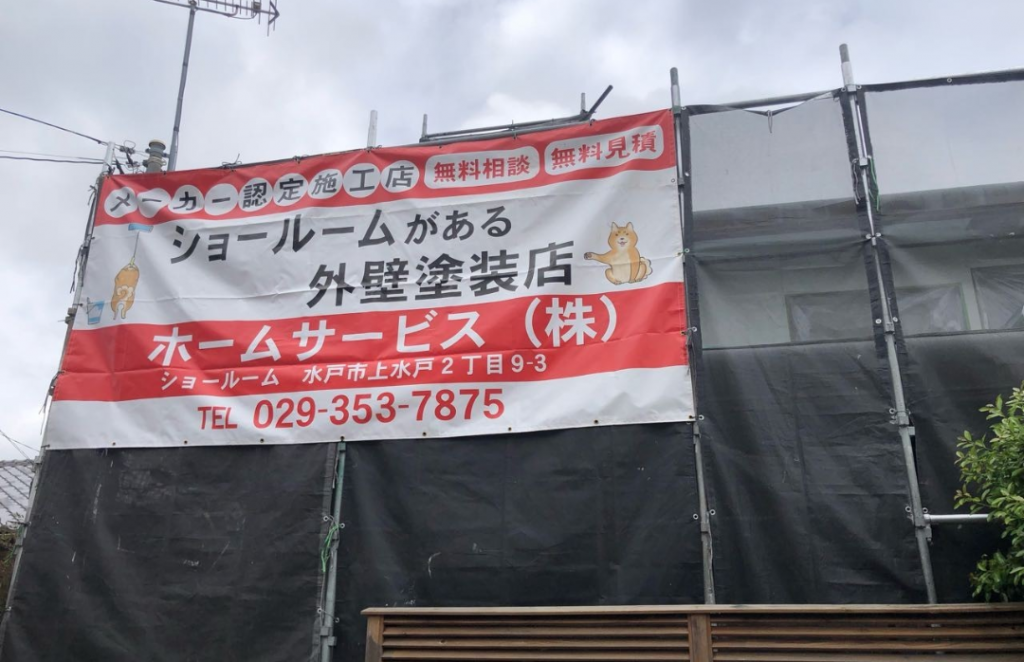 メーカー認定施工店 無料相談 無料見積
ショールームがある
外壁塗装店
ホームサービス（株）
ショールーム 水戸市上水戸2丁目9-3
TEL 029-353-7875